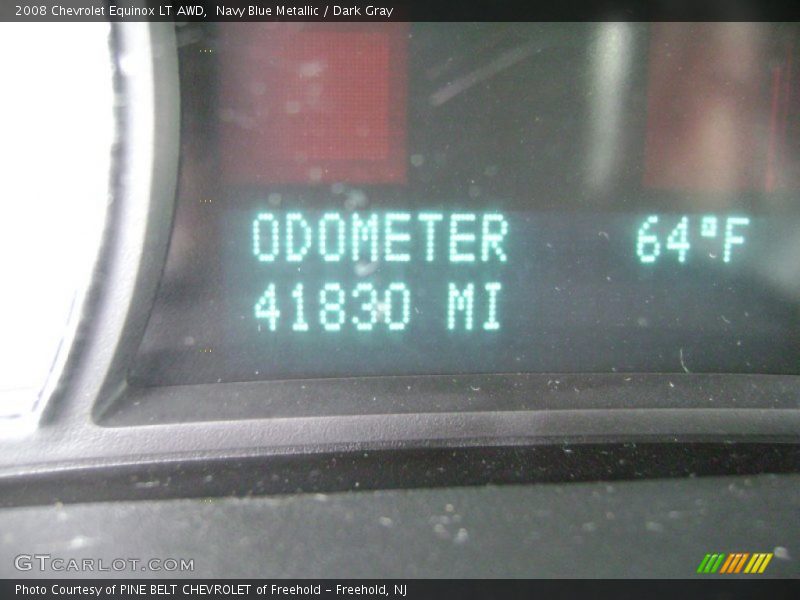 2008 Chevrolet Equinox LT AWD,  Navy Blue Metallic / Dark Gray
ODOMETER 64°F
41830 MI
GTCARLOT.COM
Photo Courtesy of PINE BELT CHEVROLET of Freehold – Freehold, NJ